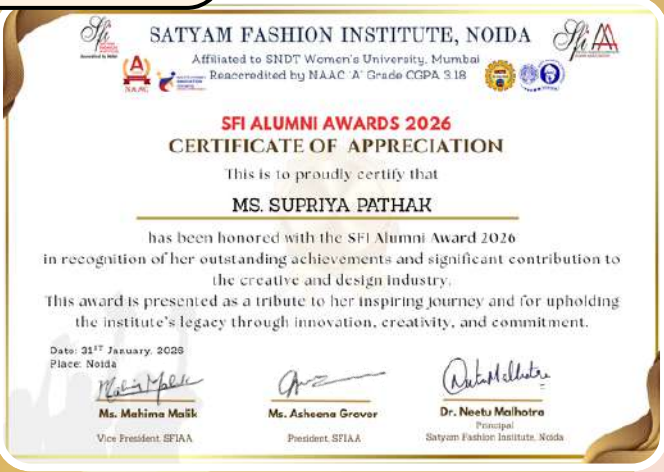 Sfi
SATYAM FASHION INSTITUTE, NOIDA
Affiliated to SNDT Women's University, Mumbai
Reaccredited by NAAC 'A' Grade CGPA 3.18
NAAC
SFI ALUMNI AWARDS 2026
CERTIFICATE OF APPRECIATION
This is to proudly certify that
MS. SUPRIYA PATHAK
has been honored with the SFI Alumni Award 2026
in recognition of her outstanding achievements and significant contribution to
the creative and design industry.
This award is presented as a tribute to her inspiring journey and for upholding
the institute's legacy through innovation, creativity, and commitment.
Date: 31ST January, 2026
Place: Noida
Ms. Mahima Malik
Ms. Asheena Grover
Dr. Neetu Malhotra
Vice President, SFIAA
President, SFIAA
Principal
Satyam Fashion Institute, Noida